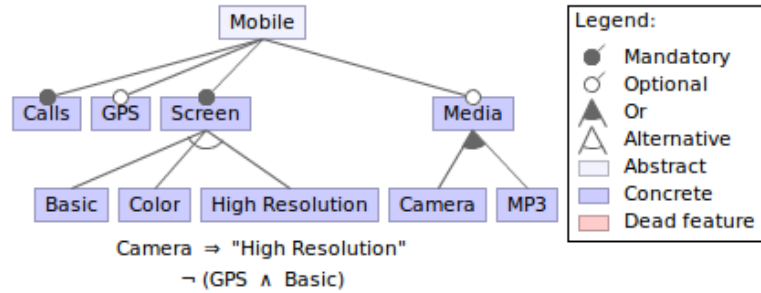 Mobile
Legend:
Mandatory
Optional
Or
Alternative
Abstract
Concrete
Dead feature
Calls
GPS
Screen
Media
Basic
Color
High Resolution
Camera
MP3
Camera ⇒ "High Resolution"
¬ (GPS ∧ Basic)